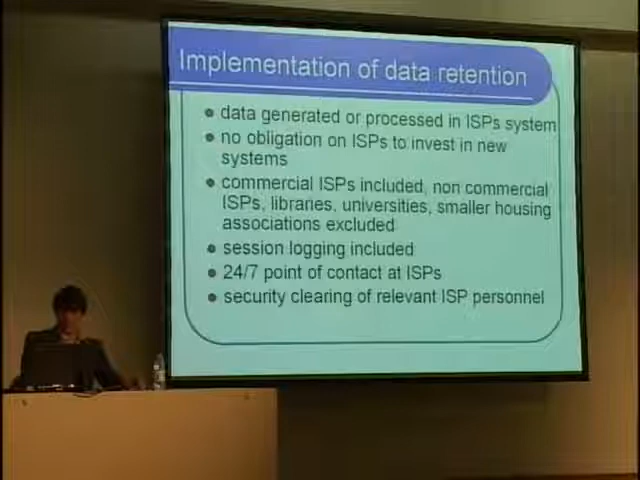 Implementation of data retention
data generated or processed in ISPs system
no obligation on ISPs to invest in new
systems
commercial ISPs included, non commercial
ISPs, libraries, universities, smaller housing
associations excluded
session logging included
24/7 point of contact at ISPs
security clearing of relevant ISP personnel